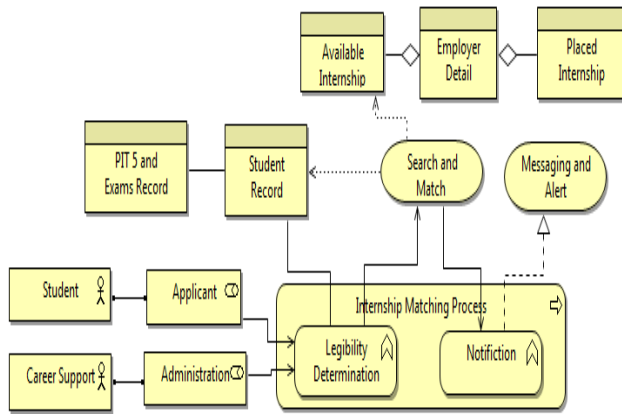 Available
Internship
Employer
Detail
Placed
Internship
PIT 5 and
Exams Record
Student
Record
Search and
Match
Messaging and
Alert
Student
Applicant
Internship Matching Process
Legibility
Determination
Notifiction
Career Support
Administration